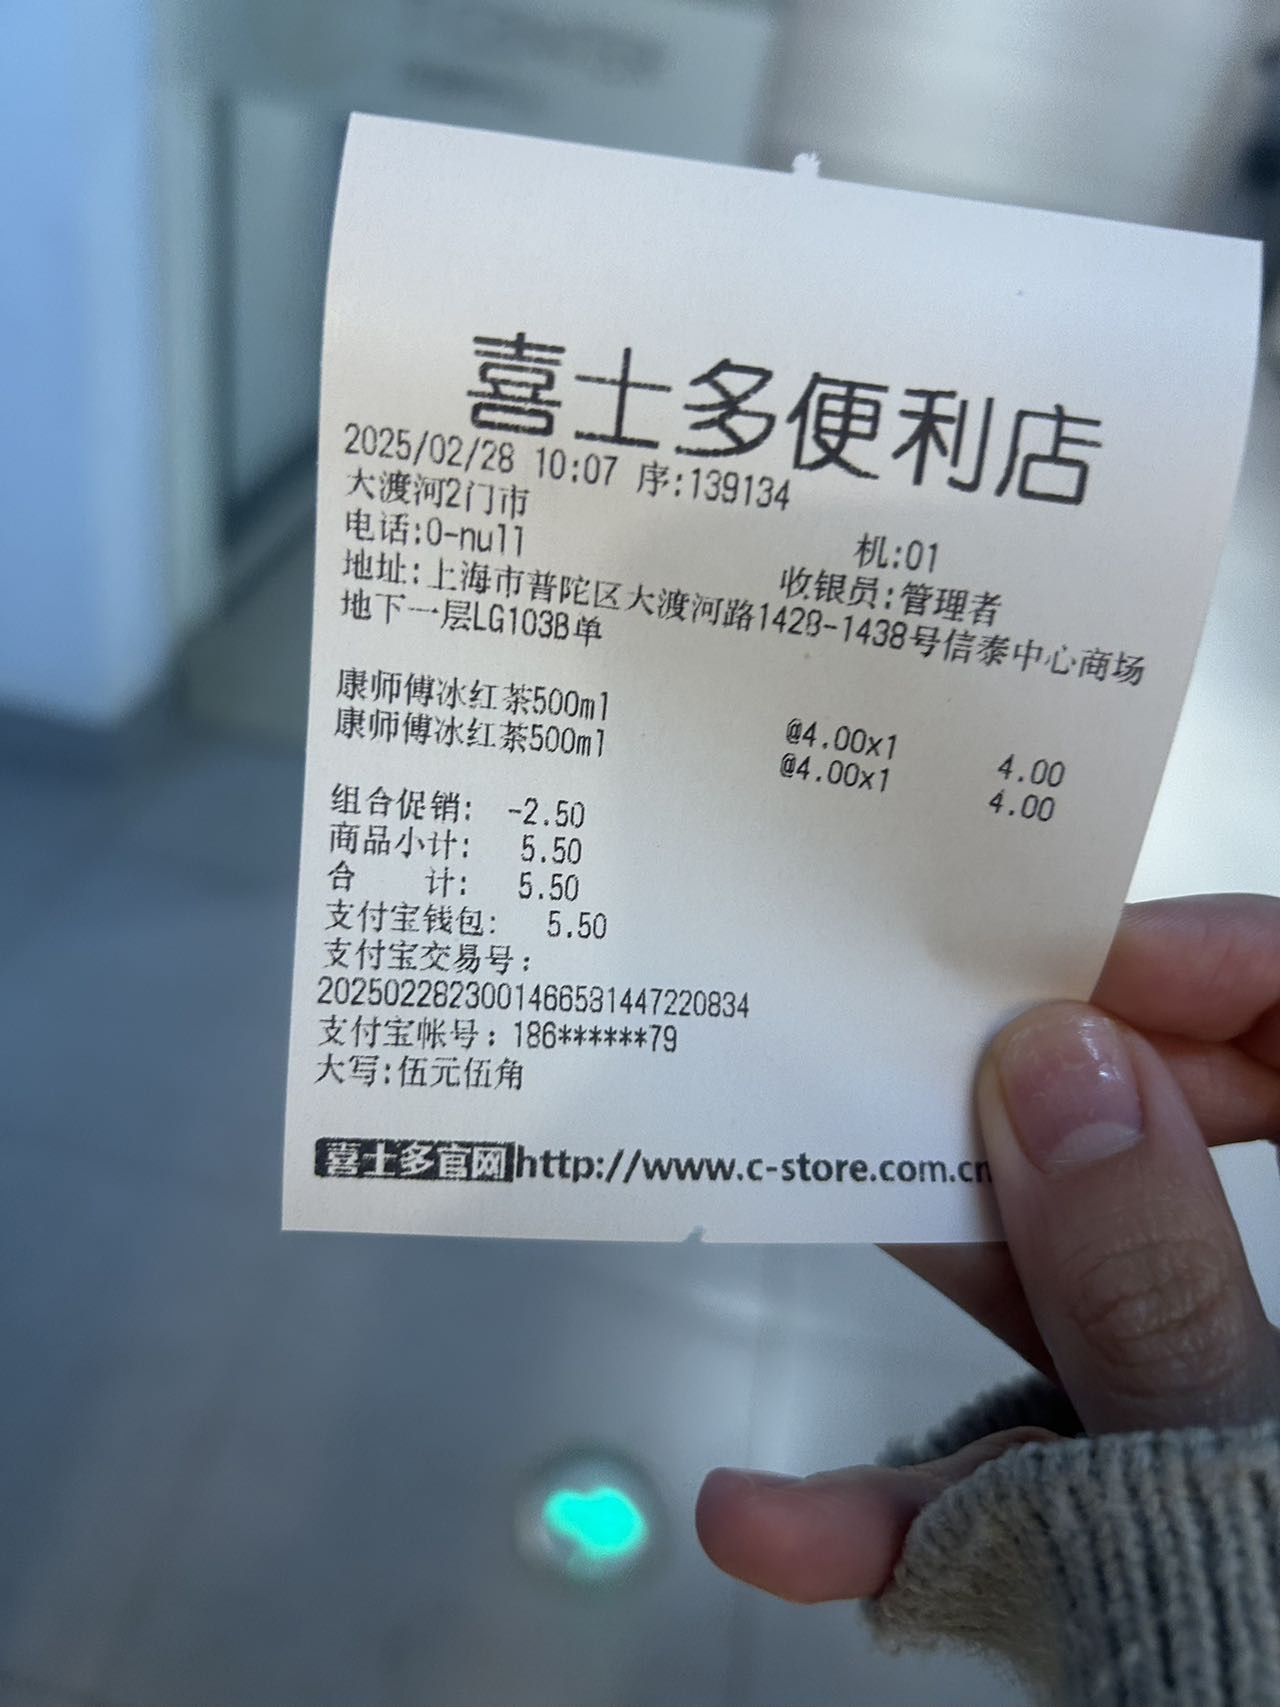 喜士多便利店
2025/02/28 10:07 序:139134
大渡河2门市 机:01
电话:0-null 收银员:管理者
地址:上海市普陀区大渡河路1428-1438号信泰中心商场
地下一层LG103B单
康师傅冰红茶500ml @4.00x1 4.00
康师傅冰红茶500ml @4.00x1 4.00
组合促销: -2.50
商品小计: 5.50
合 计: 5.50
支付宝钱包: 5.50
支付宝交易号:
2025022823001466581447220834
支付宝帐号:186******79
大写:伍元伍角
喜士多官网http://www.c-store.com.cn